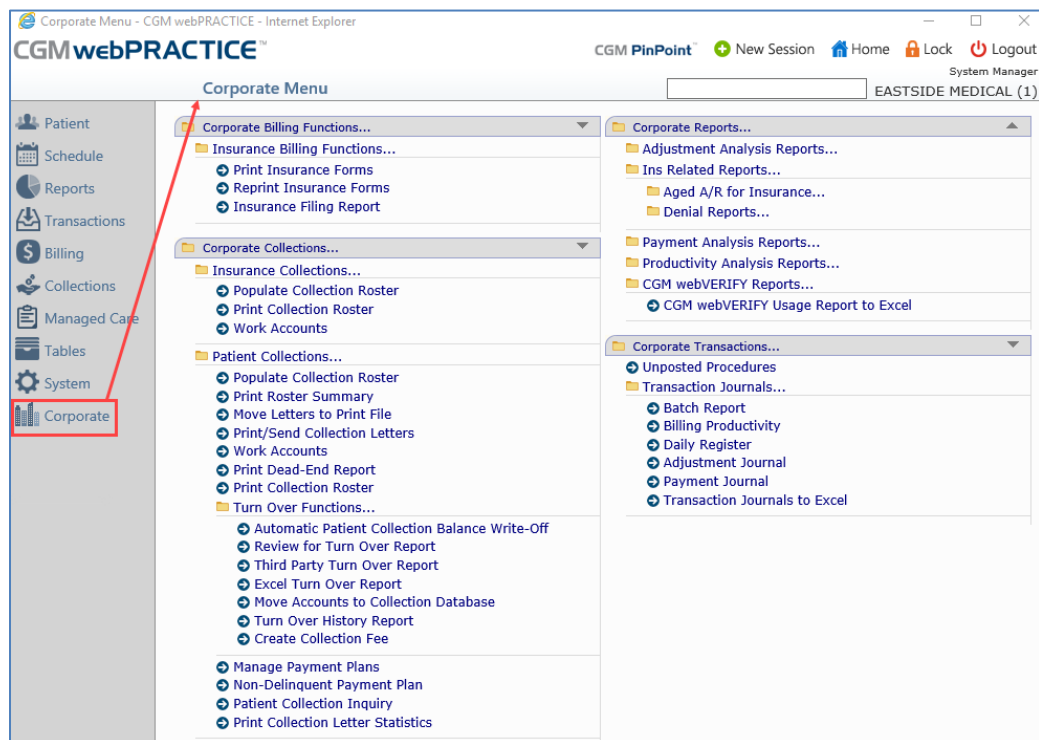 Corporate Menu - CGM webPRACTICE - Internet Explorer
CGM webPRACTICE™
CGM PinPoint™ New Session Home Lock Logout
System Manager
Corporate Menu
EASTSIDE MEDICAL (1)
Patient
Schedule
Reports
Transactions
Billing
Collections
Managed Care
Tables
System
Corporate
Corporate Billing Functions...
Insurance Billing Functions...
Print Insurance Forms
Reprint Insurance Forms
Insurance Filing Report
Corporate Collections...
Insurance Collections...
Populate Collection Roster
Print Collection Roster
Work Accounts
Patient Collections...
Populate Collection Roster
Print Roster Summary
Move Letters to Print File
Print/Send Collection Letters
Work Accounts
Print Dead-End Report
Print Collection Roster
Turn Over Functions...
Automatic Patient Collection Balance Write-Off
Review for Turn Over Report
Third Party Turn Over Report
Excel Turn Over Report
Move Accounts to Collection Database
Turn Over History Report
Create Collection Fee
Manage Payment Plans
Non-Delinquent Payment Plan
Patient Collection Inquiry
Print Collection Letter Statistics
Corporate Reports...
Adjustment Analysis Reports...
Ins Related Reports...
Aged A/R for Insurance...
Denial Reports...
Payment Analysis Reports...
Productivity Analysis Reports...
CGM webVERIFY Reports...
CGM webVERIFY Usage Report to Excel
Corporate Transactions...
Unposted Procedures
Transaction Journals...
Batch Report
Billing Productivity
Daily Register
Adjustment Journal
Payment Journal
Transaction Journals to Excel